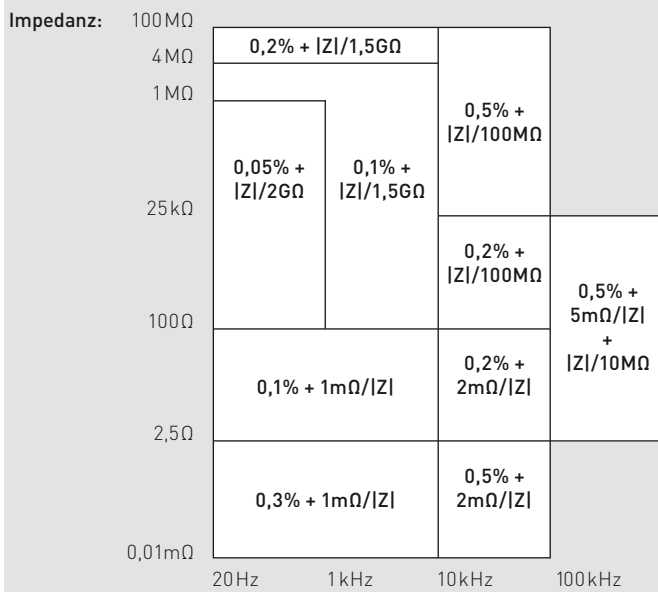 Impedanz:
100 MΩ
4 MΩ
1 MΩ
25 kΩ
100 Ω
2,5 Ω
0,01 mΩ
0,2% + |Z|/1,5GΩ
0,5% +
|Z|/100MΩ
0,05% +
|Z|/2GΩ
0,1% +
|Z|/1,5GΩ
0,2% +
|Z|/100MΩ
0,5% +
5mΩ/|Z|
+
|Z|/10MΩ
0,1% + 1mΩ/|Z|
0,2% +
2mΩ/|Z|
0,3% + 1mΩ/|Z|
0,5% +
2mΩ/|Z|
20 Hz
1 kHz
10 kHz
100 kHz